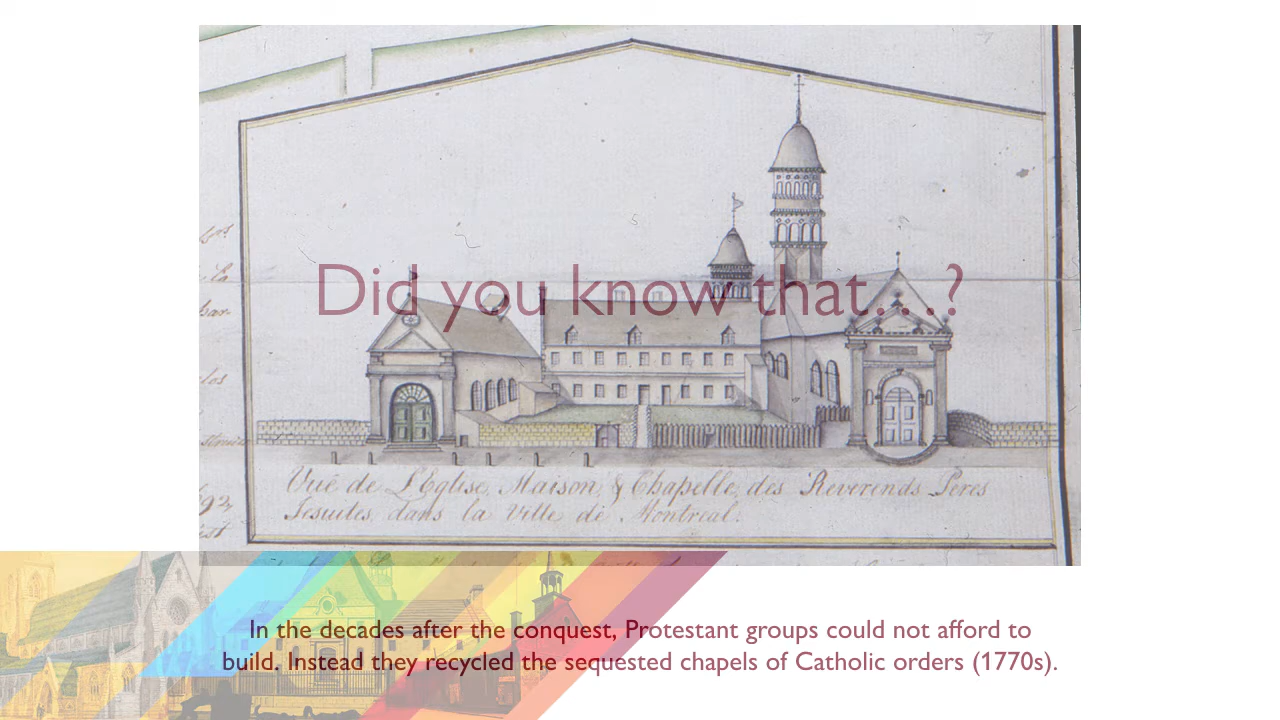 Did you know that....?
Vuë de L'Eglise, Maison, & Chapelle, des Reverends Peres
Jesuites, dans la Ville de Montreal.
In the decades after the conquest, Protestant groups could not afford to
build. Instead they recycled the sequested chapels of Catholic orders (1770s).